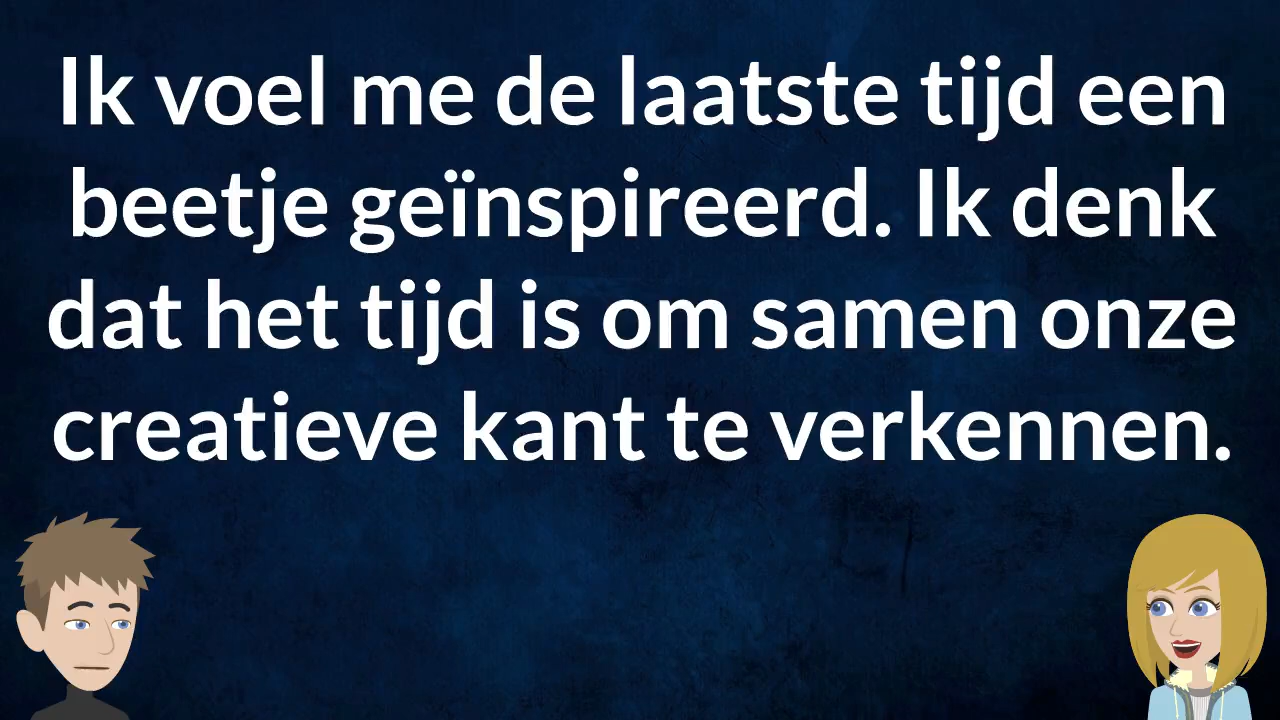 Ik voel me de laatste tijd een
beetje geïnspireerd. Ik denk
dat het tijd is om samen onze
creatieve kant te verkennen.